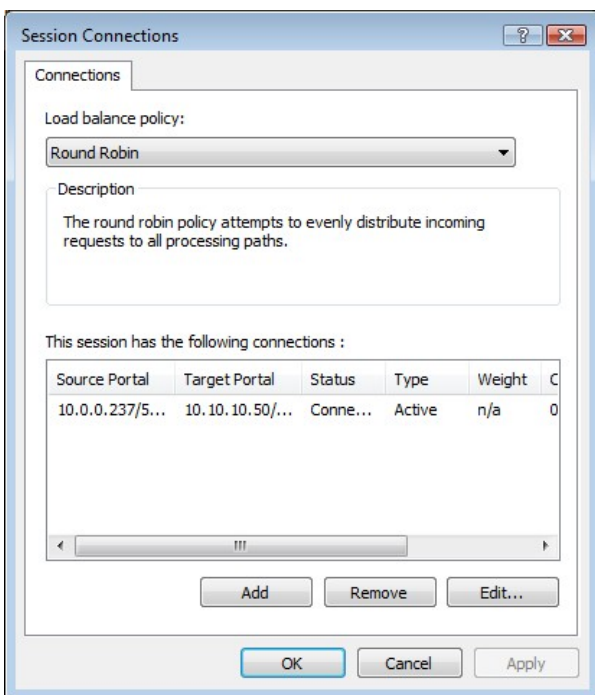 Session Connections
Connections
Load balance policy:
Round Robin
Description
The round robin policy attempts to evenly distribute incoming
requests to all processing paths.
This session has the following connections :
Source Portal Target Portal Status Type Weight C
10.0.0.237/5... 10.10.10.50/... Conne... Active n/a 0
Add Remove Edit...
OK Cancel Apply